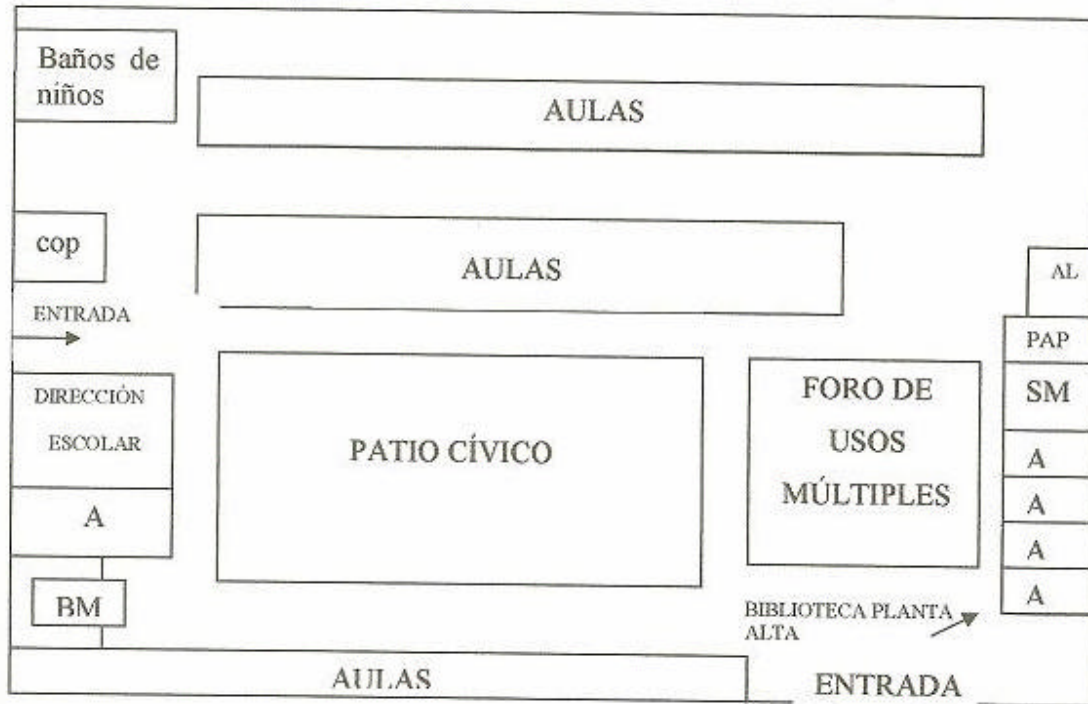 Baños de
niños
AULAS
cop
AULAS
AL
ENTRADA
PAP
DIRECCIÓN
ESCOLAR
PATIO CÍVICO
FORO DE
USOS
MÚLTIPLES
SM
A
A
A
A
A
BM
BIBLIOTECA PLANTA
ALTA
AULAS
ENTRADA